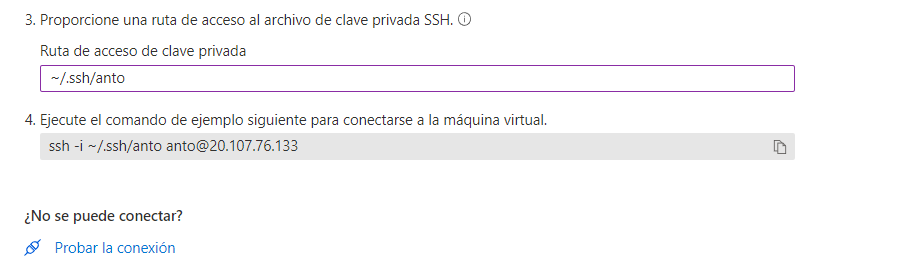 3. Proporcione una ruta de acceso al archivo de clave privada SSH.
Ruta de acceso de clave privada
~/.ssh/anto
4. Ejecute el comando de ejemplo siguiente para conectarse a la máquina virtual.
ssh -i ~/.ssh/anto anto@20.107.76.133
¿No se puede conectar?
Probar la conexión